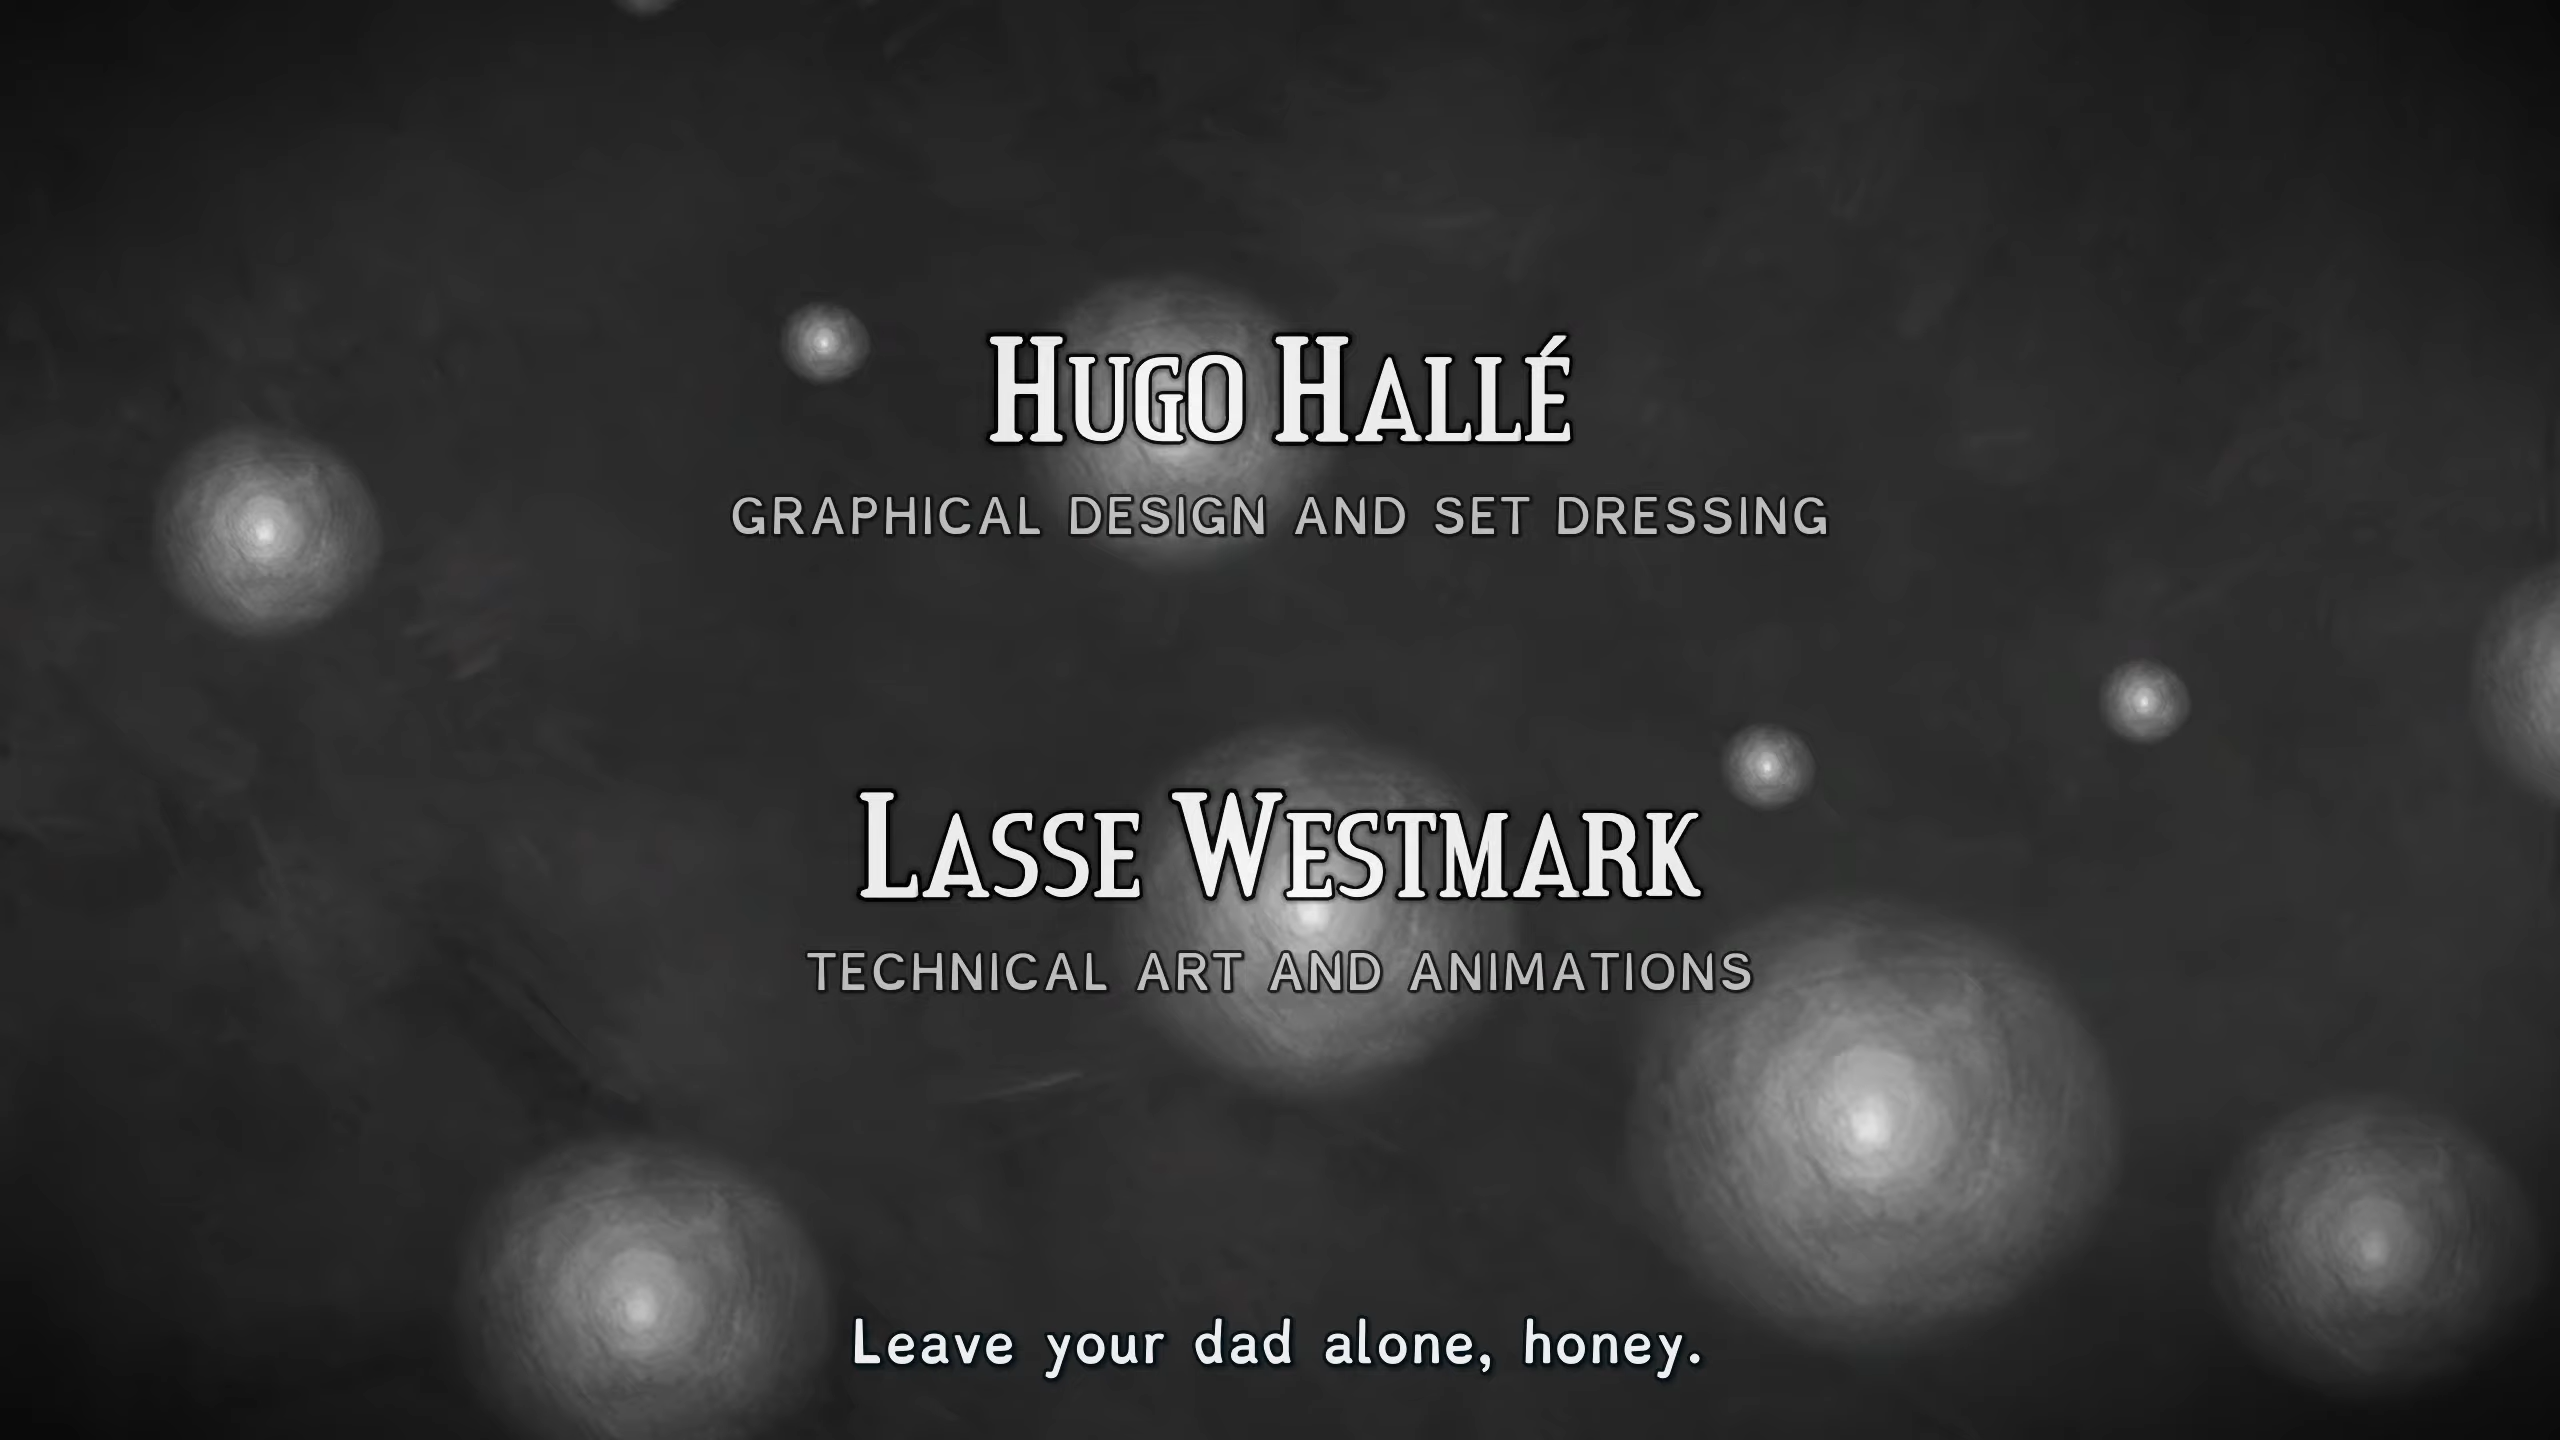 Hugo Hallé
GRAPHICAL DESIGN AND SET DRESSING
Lasse Westmark
TECHNICAL ART AND ANIMATIONS
Leave your dad alone, honey.